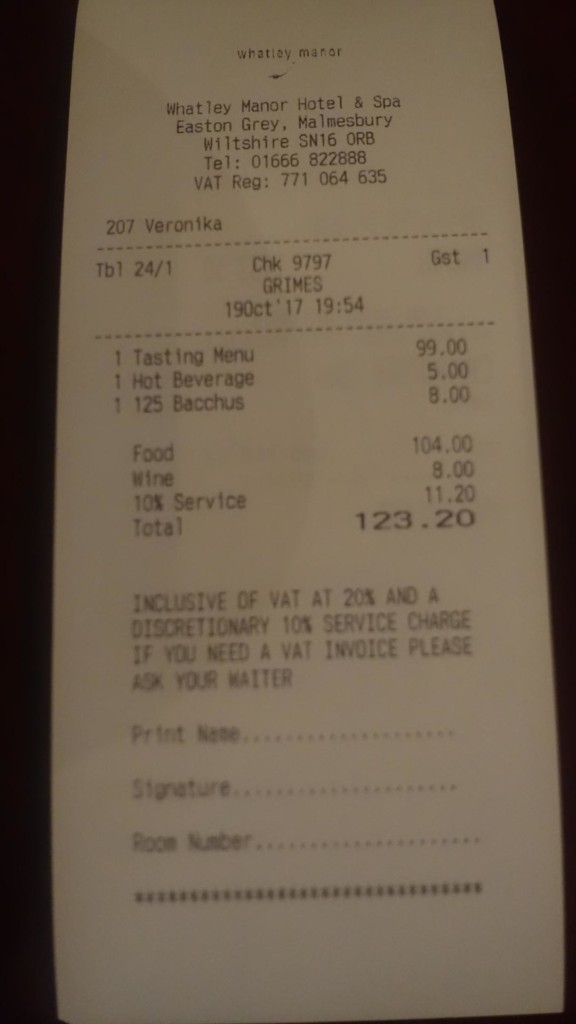 whatley manor
Whatley Manor Hotel & Spa
Easton Grey, Malmesbury
Wiltshire SN16 0RB
Tel: 01666 822888
VAT Reg: 771 064 635
207 Veronika
Tbl 24/1 Chk 9797 Gst 1
GRIMES
19Oct'17 19:54
1 Tasting Menu 99.00
1 Hot Beverage 5.00
1 125 Bacchus 8.00
Food 104.00
Wine 8.00
10% Service 11.20
Total 123.20
INCLUSIVE OF VAT AT 20% AND A
DISCRETIONARY 10% SERVICE CHARGE
IF YOU NEED A VAT INVOICE PLEASE
ASK YOUR WAITER
Print Name....................
Signature.....................
Room Number....................
********************************